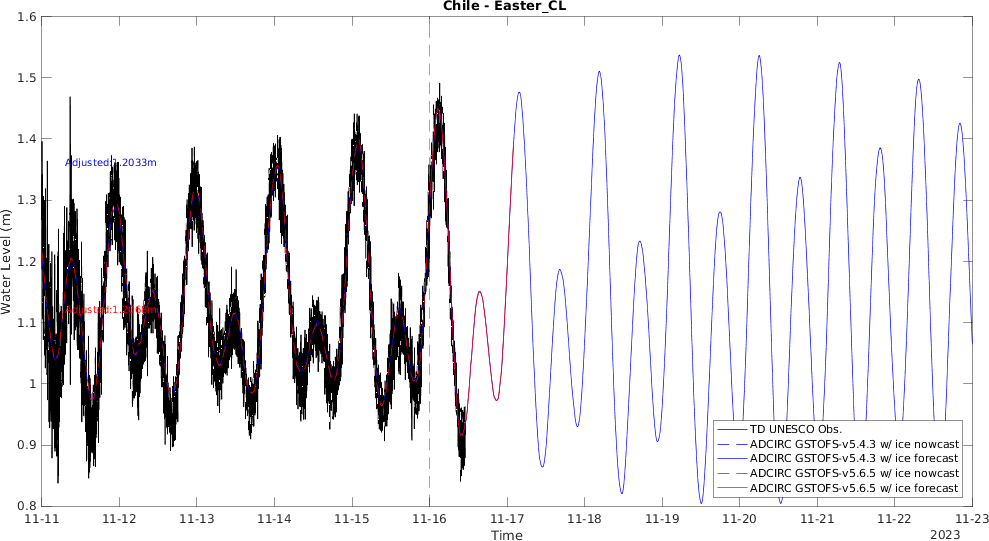 Chile - Easter_CL
1.6
1.5
1.4
1.3
1.2
1.1
1
0.9
0.8
Water Level (m)
Adjusted:1.2033m
TD UNESCO Obs.
ADCIRC GSTOFS-v5.4.3 w/ ice nowcast
ADCIRC GSTOFS-v5.4.3 w/ ice forecast
ADCIRC GSTOFS-v5.6.5 w/ ice nowcast
ADCIRC GSTOFS-v5.6.5 w/ ice forecast
11-11 11-12 11-13 11-14 11-15 11-16 11-17 11-18 11-19 11-20 11-21 11-22 11-23
Time
2023